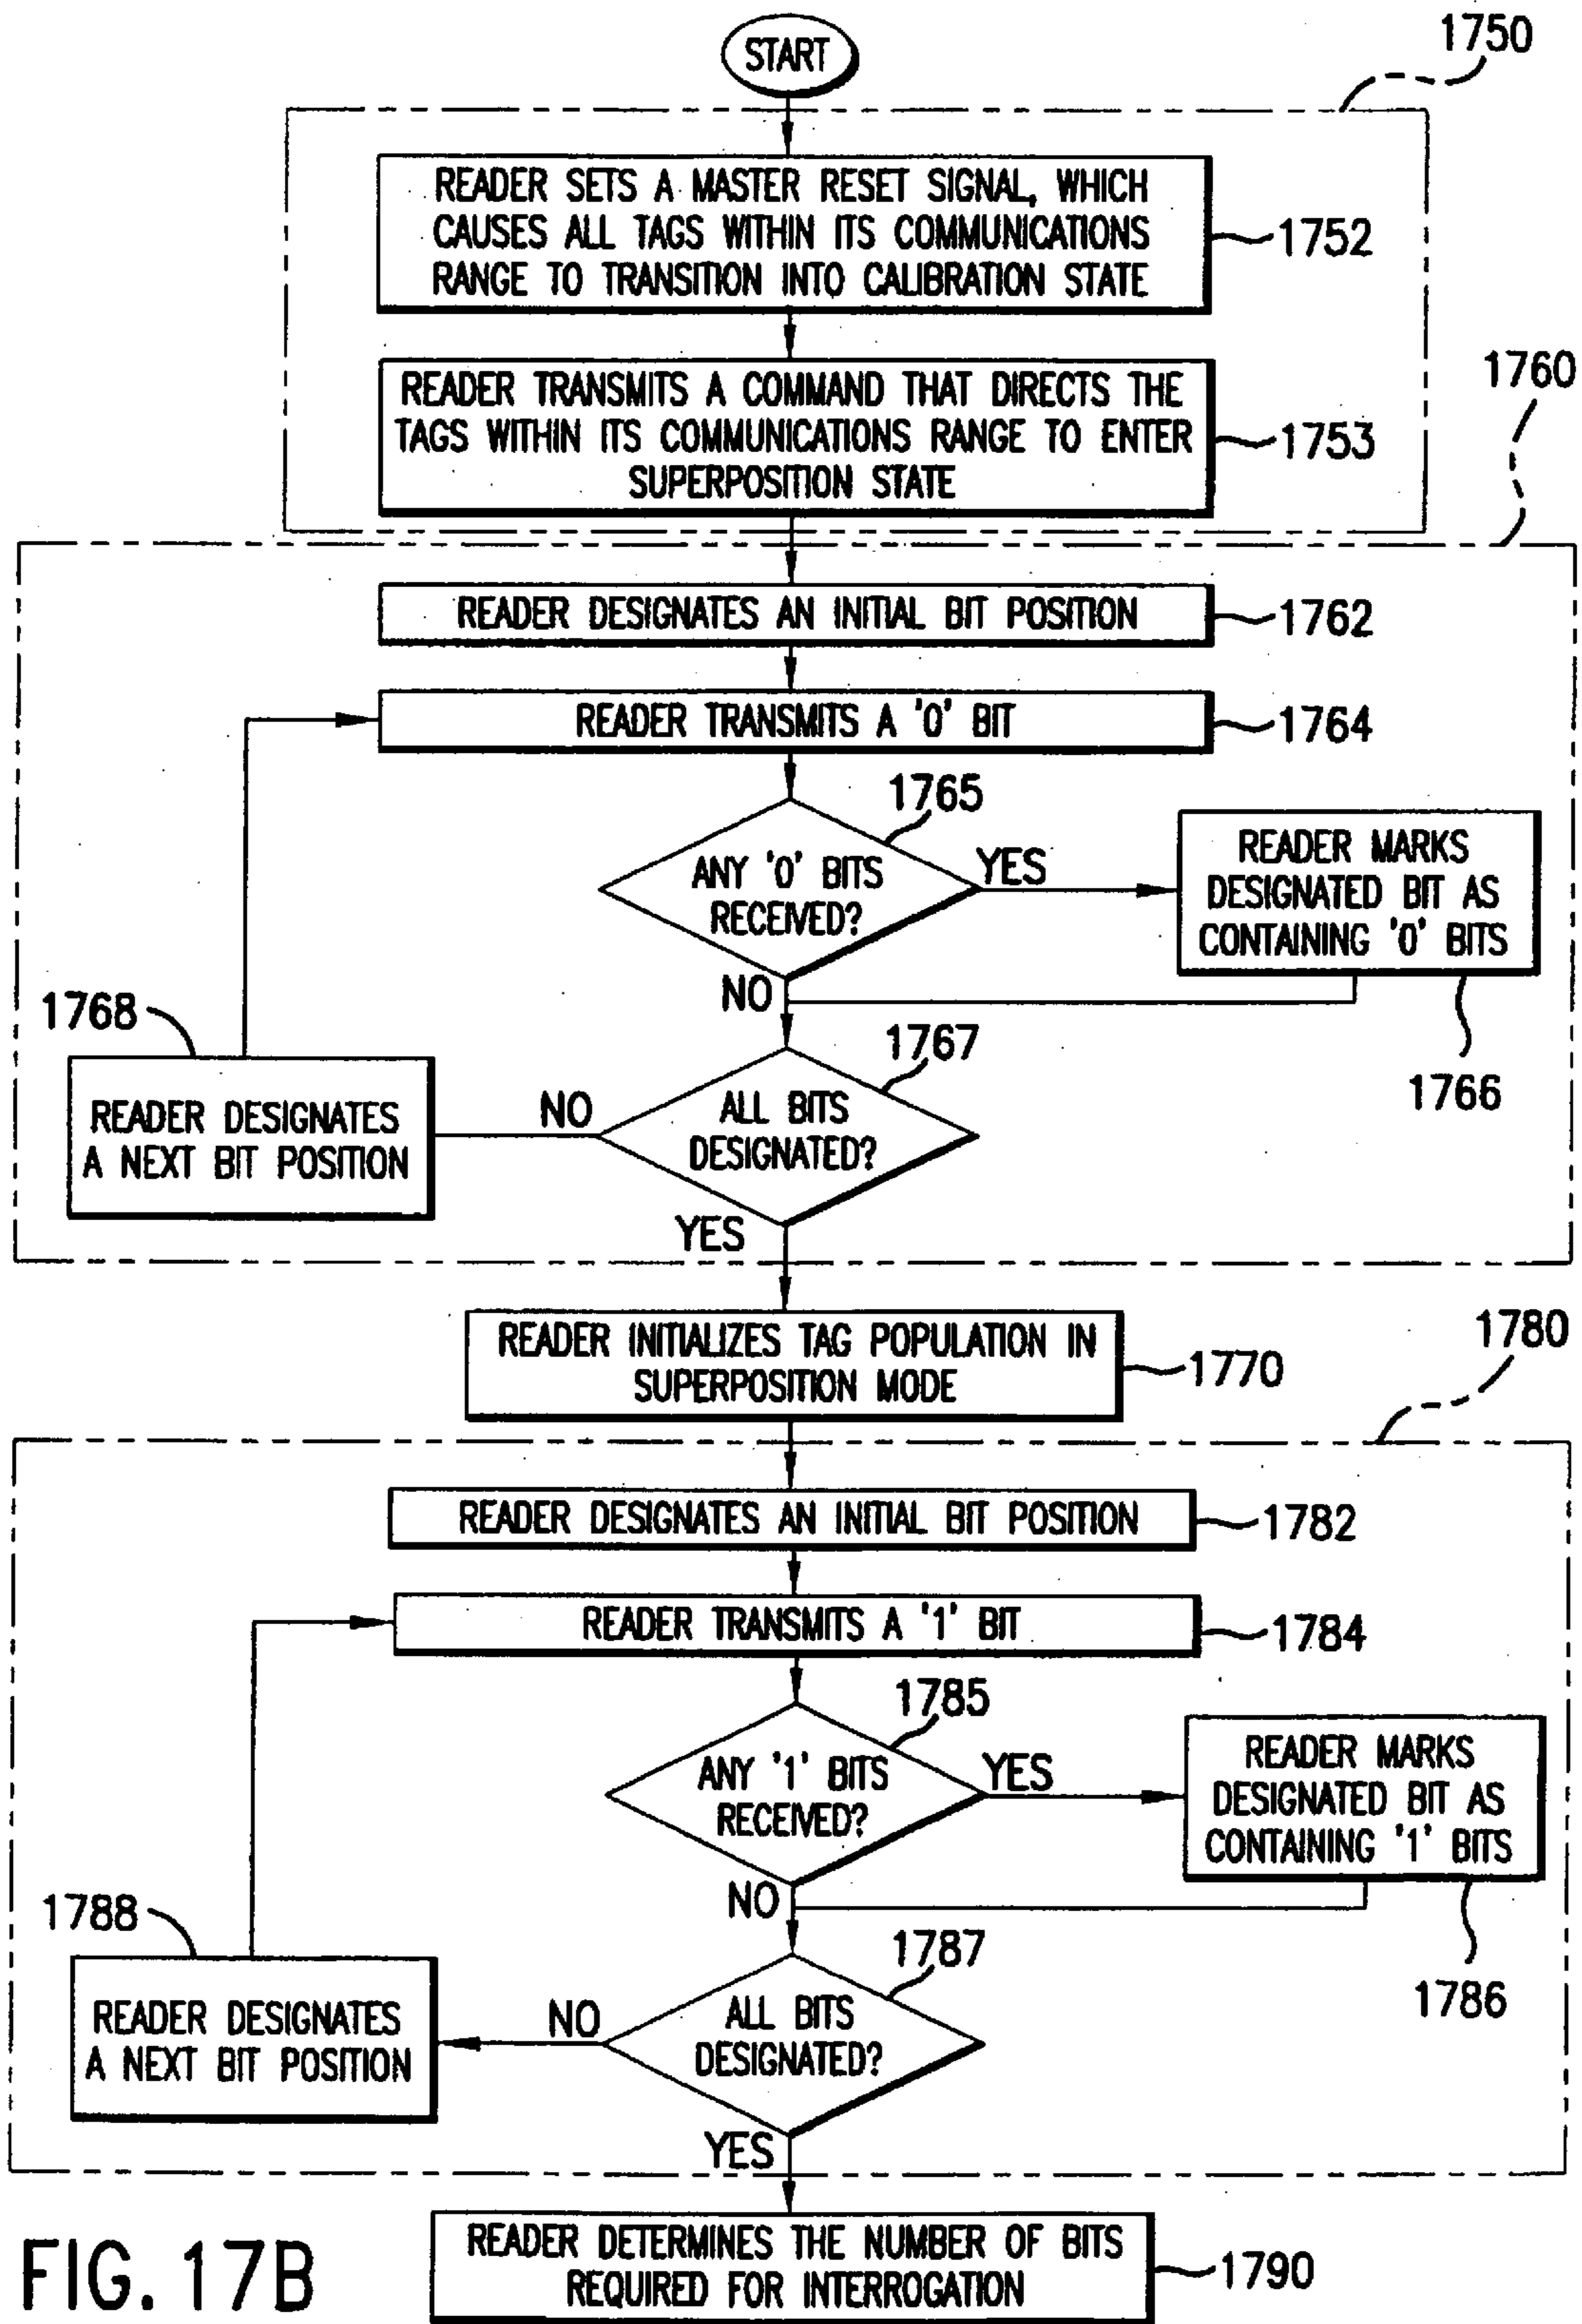 START
1750
READER SETS A MASTER RESET SIGNAL, WHICH
CAUSES ALL TAGS WITHIN ITS COMMUNICATIONS
RANGE TO TRANSITION INTO CALIBRATION STATE
1752
READER TRANSMITS A COMMAND THAT DIRECTS THE
TAGS WITHIN ITS COMMUNICATIONS RANGE TO ENTER
SUPERPOSITION STATE
1753
1760
READER DESIGNATES AN INITIAL BIT POSITION
1762
READER TRANSMITS A '0' BIT
1764
1765
ANY '0' BITS
RECEIVED?
YES
READER MARKS
DESIGNATED BIT AS
CONTAINING '0' BITS
1766
NO
1767
ALL BITS
DESIGNATED?
NO
1768
READER DESIGNATES
A NEXT BIT POSITION
YES
READER INITIALIZES TAG POPULATION IN
SUPERPOSITION MODE
1770
1780
READER DESIGNATES AN INITIAL BIT POSITION
1782
READER TRANSMITS A '1' BIT
1784
1785
ANY '1' BITS
RECEIVED?
YES
READER MARKS
DESIGNATED BIT AS
CONTAINING '1' BITS
1786
NO
1787
ALL BITS
DESIGNATED?
NO
1788
READER DESIGNATES
A NEXT BIT POSITION
YES
READER DETERMINES THE NUMBER OF BITS
REQUIRED FOR INTERROGATION
1790
FIG. 17B